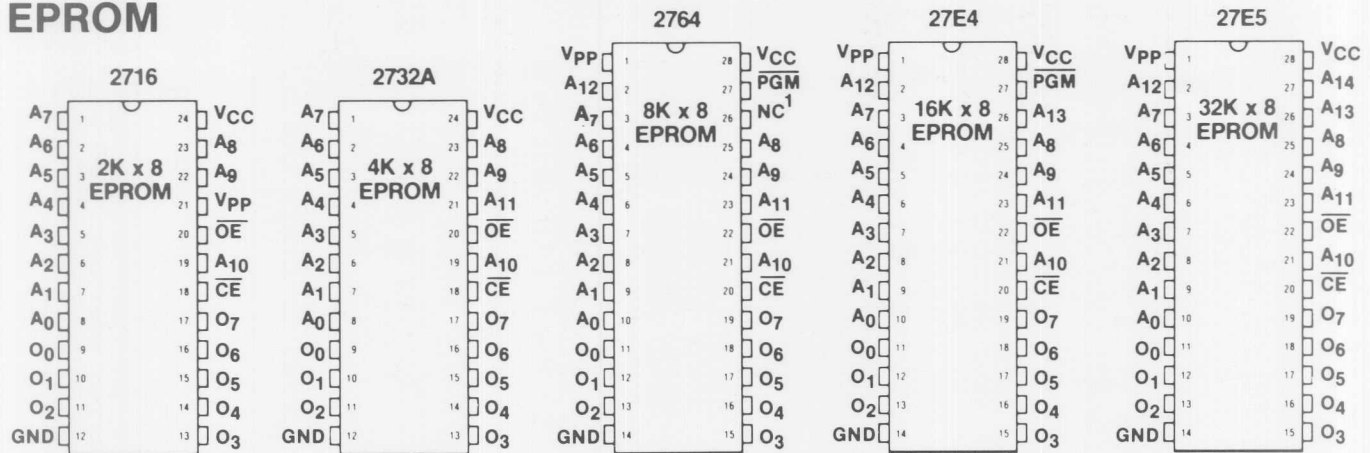 EPROM
2716
A7 1 24 VCC
A6 2 23 A8
A5 3 22 A9
A4 4 21 VPP
A3 5 20 O̅E̅
A2 6 19 A10
A1 7 18 C̅E̅
A0 8 17 O7
O0 9 16 O6
O1 10 15 O5
O2 11 14 O4
GND 12 13 O3
2K x 8
EPROM
2732A
A7 1 24 VCC
A6 2 23 A8
A5 3 22 A9
A4 4 21 A11
A3 5 20 O̅E̅
A2 6 19 A10
A1 7 18 C̅E̅
A0 8 17 O7
O0 9 16 O6
O1 10 15 O5
O2 11 14 O4
GND 12 13 O3
4K x 8
EPROM
2764
VPP 1 28 VCC
A12 2 27 P̅G̅M̅
A7 3 26 NC1
A6 4 25 A8
A5 5 24 A9
A4 6 23 A11
A3 7 22 O̅E̅
A2 8 21 A10
A1 9 20 C̅E̅
A0 10 19 O7
O0 11 18 O6
O1 12 17 O5
O2 13 16 O4
GND 14 15 O3
8K x 8
EPROM
27E4
VPP 1 28 VCC
A12 2 27 P̅G̅M̅
A7 3 26 A13
A6 4 25 A8
A5 5 24 A9
A4 6 23 A11
A3 7 22 O̅E̅
A2 8 21 A10
A1 9 20 C̅E̅
A0 10 19 O7
O0 11 18 O6
O1 12 17 O5
O2 13 16 O4
GND 14 15 O3
16K x 8
EPROM
27E5
VPP 1 28 VCC
A12 2 27 A14
A7 3 26 A13
A6 4 25 A8
A5 5 24 A9
A4 6 23 A11
A3 7 22 O̅E̅
A2 8 21 A10
A1 9 20 C̅E̅
A0 10 19 O7
O0 11 18 O6
O1 12 17 O5
O2 13 16 O4
GND 14 15 O3
32K x 8
EPROM